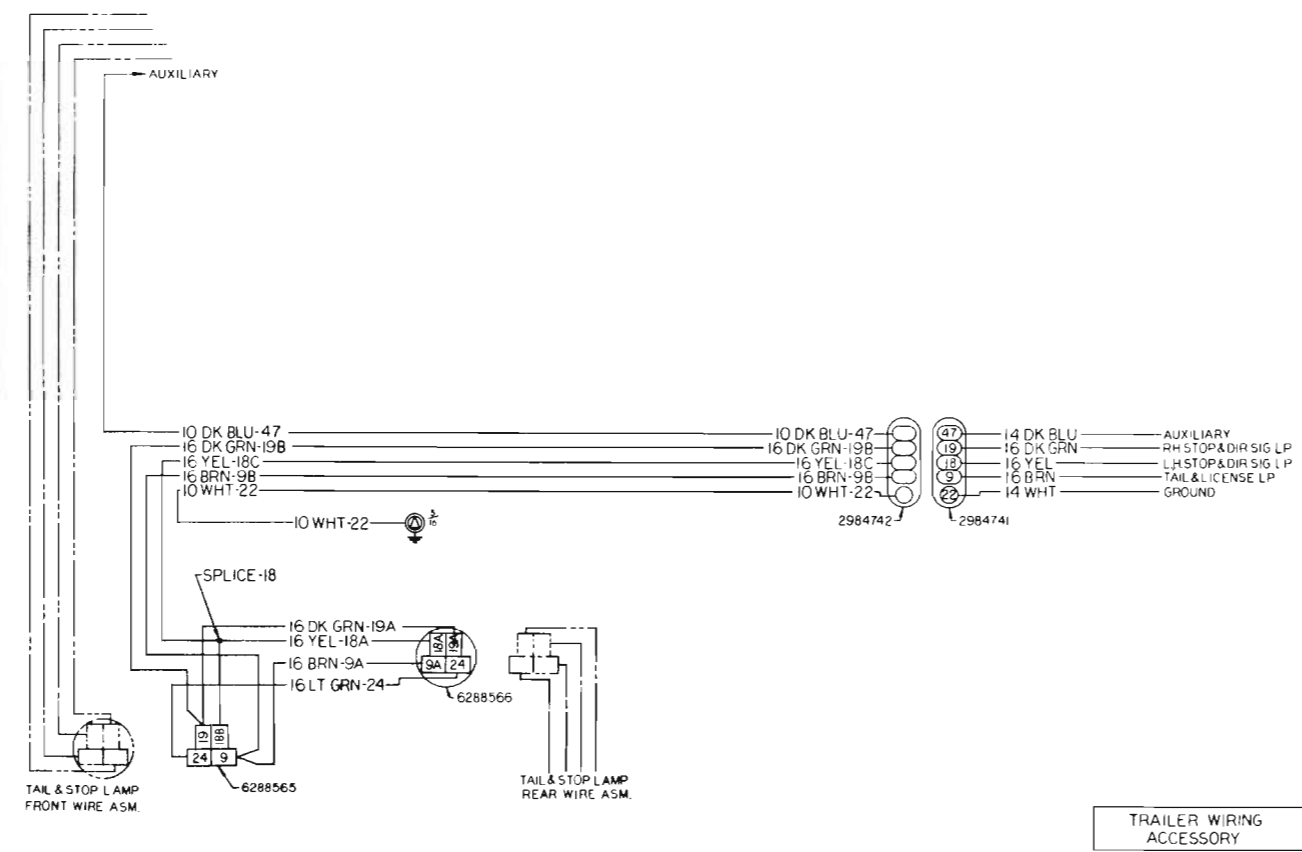 AUXILIARY
10 DK BLU-47
16 DK GRN-19B
16 YEL-18C
16 BRN-9B
10 WHT-22
10 DK BLU-47
16 DK GRN-19B
16 YEL-18C
16 BRN-9B
10 WHT-22
47
19
18
9
22
14 DK BLU
16 DK GRN
16 YEL
16 BRN
14 WHT
AUXILIARY
RH STOP & DIR SIG LP
L.H. STOP & DIR SIG LP
TAIL & LICENSE LP
GROUND
2984742
2984741
10 WHT-22
5/16
SPLICE-18
16 DK GRN-19A
16 YEL-18A
16 BRN-9A
16 LT GRN-24
18A
19A
9A
24
6288566
19
18B
24
9
6288565
TAIL & STOP LAMP
FRONT WIRE ASM.
TAIL & STOP LAMP
REAR WIRE ASM.
TRAILER WIRING
ACCESSORY